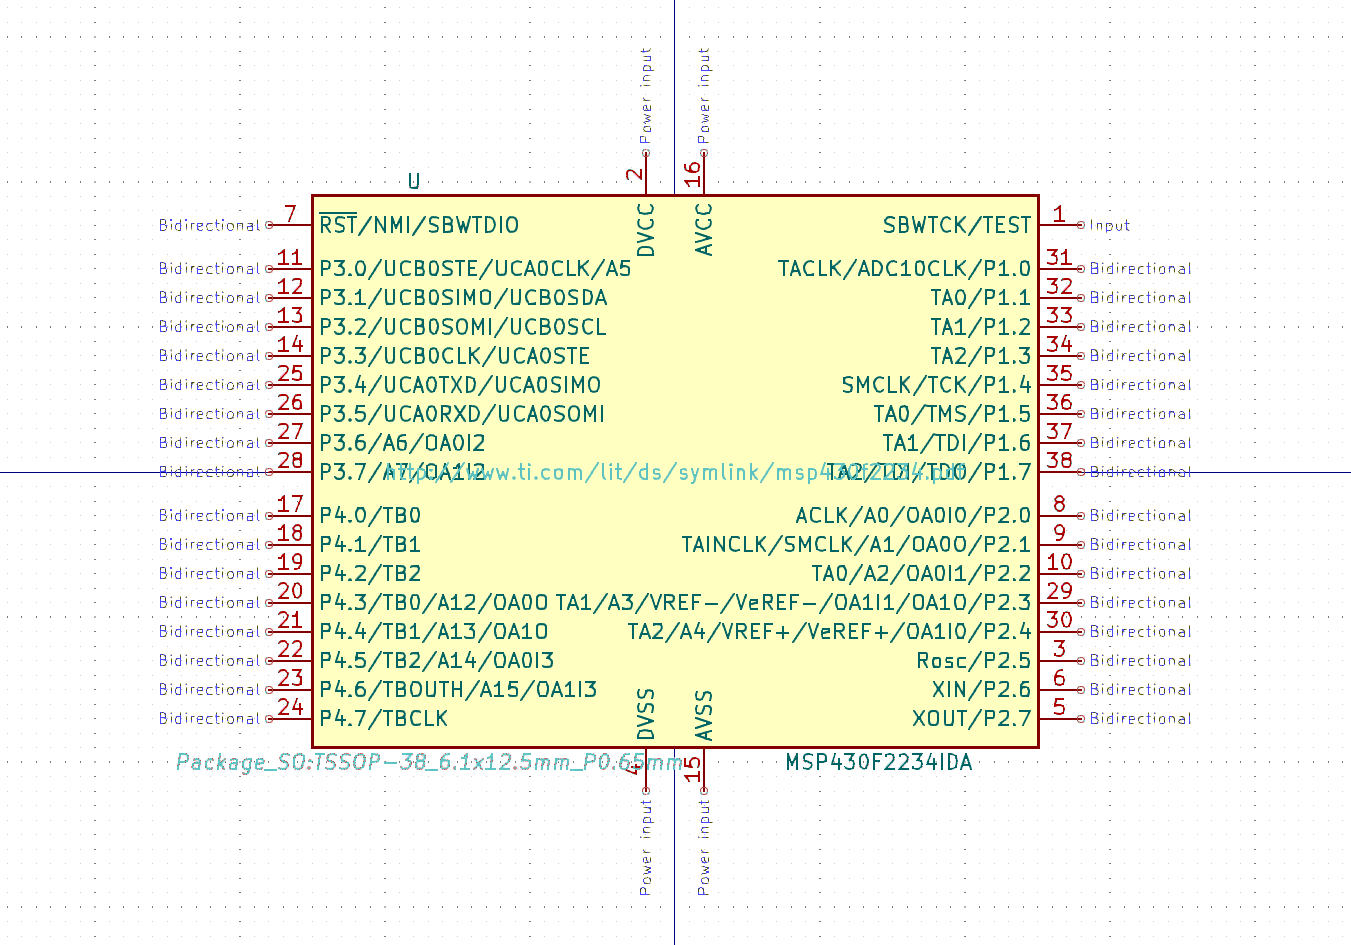 Power input
Power input
2
16
U
DVCC
AVCC
Bidirectional 7 RST/NMI/SBWTDIO
SBWTCK/TEST 1 Input
Bidirectional 11 P3.0/UCB0STE/UCA0CLK/A5
TACLK/ADC10CLK/P1.0 31 Bidirectional
Bidirectional 12 P3.1/UCB0SIMO/UCB0SDA
TA0/P1.1 32 Bidirectional
Bidirectional 13 P3.2/UCB0SOMI/UCB0SCL
TA1/P1.2 33 Bidirectional
Bidirectional 14 P3.3/UCB0CLK/UCA0STE
TA2/P1.3 34 Bidirectional
Bidirectional 25 P3.4/UCA0TXD/UCA0SIMO
SMCLK/TCK/P1.4 35 Bidirectional
Bidirectional 26 P3.5/UCA0RXD/UCA0SOMI
TA0/TMS/P1.5 36 Bidirectional
Bidirectional 27 P3.6/A6/OA0I2
TA1/TDI/P1.6 37 Bidirectional
Bidirectional 28 P3.7/A7/OA1I2
http://www.ti.com/lit/ds/symlink/msp430f2234.pdf
TA2/TDI/TDO/P1.7 38 Bidirectional
Bidirectional 17 P4.0/TB0
ACLK/A0/OA0I0/P2.0 8 Bidirectional
Bidirectional 18 P4.1/TB1
TAINCLK/SMCLK/A1/OA0O/P2.1 9 Bidirectional
Bidirectional 19 P4.2/TB2
TA0/A2/OA0I1/P2.2 10 Bidirectional
Bidirectional 20 P4.3/TB0/A12/OA0O
TA1/A3/VREF-/VeREF-/OA1I1/OA1O/P2.3 29 Bidirectional
Bidirectional 21 P4.4/TB1/A13/OA1O
TA2/A4/VREF+/VeREF+/OA1I0/P2.4 30 Bidirectional
Bidirectional 22 P4.5/TB2/A14/OA0I3
Rosc/P2.5 3 Bidirectional
Bidirectional 23 P4.6/TBOUTH/A15/OA1I3
XIN/P2.6 6 Bidirectional
Bidirectional 24 P4.7/TBCLK
XOUT/P2.7 5 Bidirectional
DVSS
AVSS
Package_SO:TSSOP-38_6.1x12.5mm_P0.65mm
MSP430F2234IDA
4
15
Power input
Power input